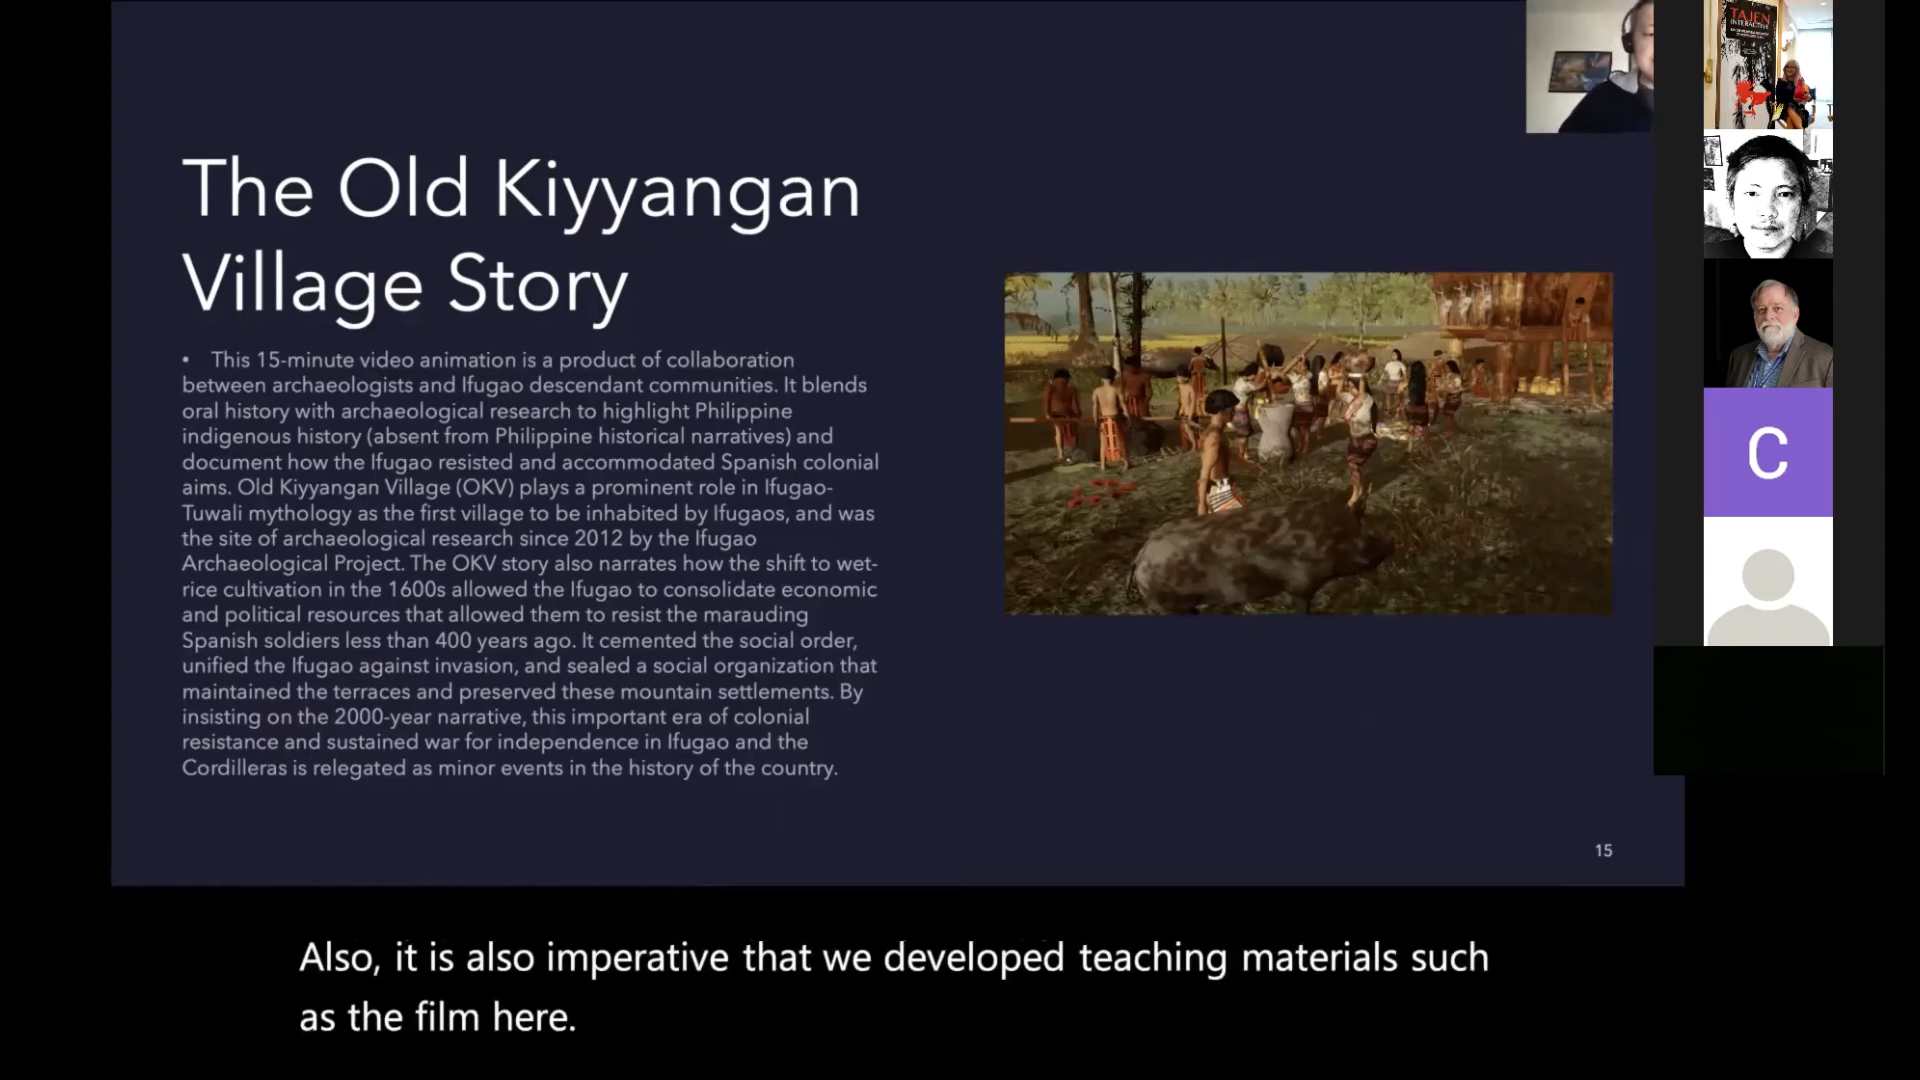 TAJEN
INTERACTIVE
The Old Kiyyangan
Village Story
• This 15-minute video animation is a product of collaboration
between archaeologists and Ifugao descendant communities. It blends
oral history with archaeological research to highlight Philippine
indigenous history (absent from Philippine historical narratives) and
document how the Ifugao resisted and accommodated Spanish colonial
aims. Old Kiyyangan Village (OKV) plays a prominent role in Ifugao-
Tuwali mythology as the first village to be inhabited by Ifugaos, and was
the site of archaeological research since 2012 by the Ifugao
Archaeological Project. The OKV story also narrates how the shift to wet-
rice cultivation in the 1600s allowed the Ifugao to consolidate economic
and political resources that allowed them to resist the marauding
Spanish soldiers less than 400 years ago. It cemented the social order,
unified the Ifugao against invasion, and sealed a social organization that
maintained the terraces and preserved these mountain settlements. By
insisting on the 2000-year narrative, this important era of colonial
resistance and sustained war for independence in Ifugao and the
Cordilleras is relegated as minor events in the history of the country.
C
15
Also, it is also imperative that we developed teaching materials such
as the film here.